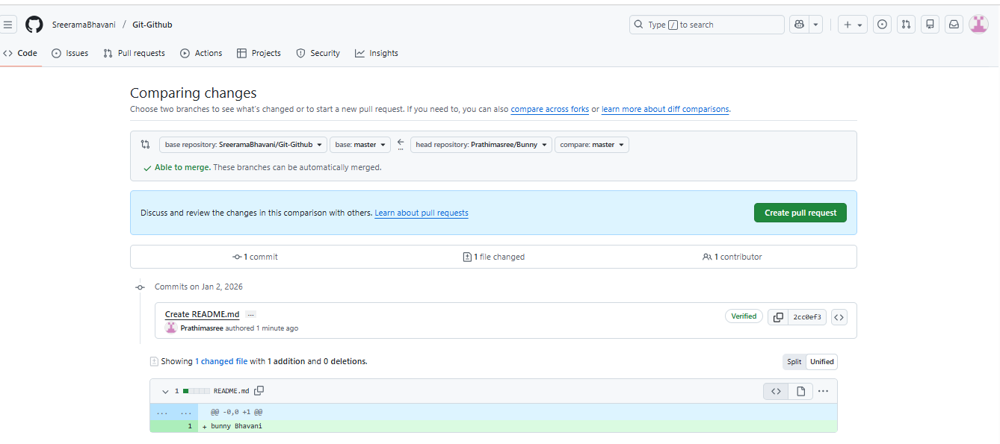 SreeramaBhavani / Git-Github
Type / to search
Code Issues Pull requests Actions Projects Security Insights
Comparing changes
Choose two branches to see what's changed or to start a new pull request. If you need to, you can also compare across forks or learn more about diff comparisons.
base repository: SreeramaBhavani/Git-Github base: master ← ... head repository: Prathimasree/Bunny compare: master
Able to merge. These branches can be automatically merged.
Discuss and review the changes in this comparison with others. Learn about pull requests Create pull request
1 commit 1 file changed 1 contributor
Commits on Jan 2, 2026
Create README.md ... Verified 2cc0ef3
Prathimasree authored 1 minute ago
Showing 1 changed file with 1 addition and 0 deletions. Split Unified
1 README.md
... ... @@ -0,0 +1 @@
1 + bunny Bhavani